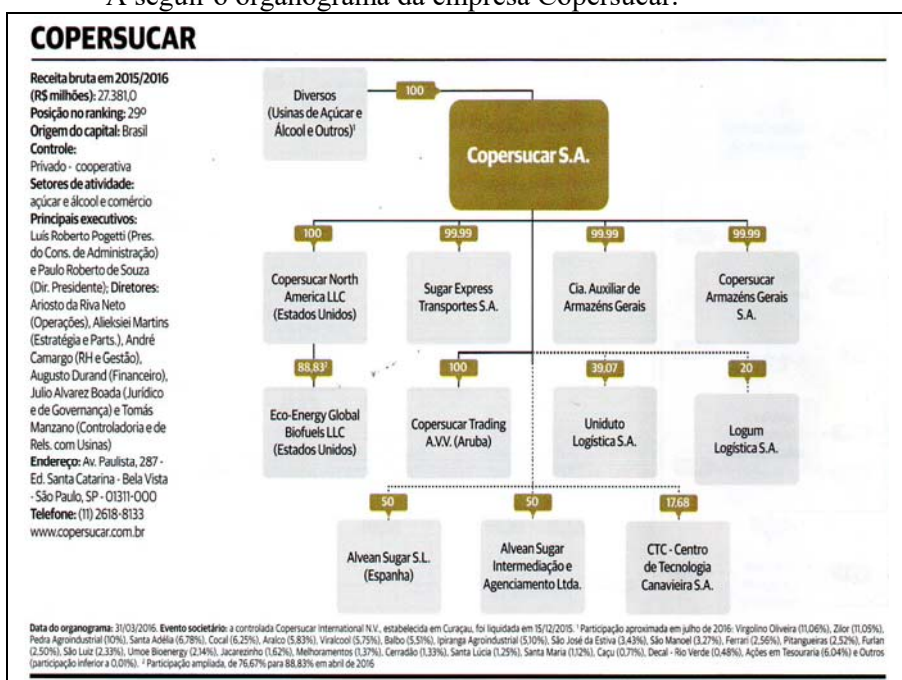 A seguir o organograma da empresa Copersucar.
COPERSUCAR
Receita bruta em 2015/2016
(R$ milhões): 27.381,0
Posição no ranking: 29º
Origem do capital: Brasil
Controle:
Privado - cooperativa
Setores de atividade:
açúcar e álcool e comércio
Principais executivos:
Luís Roberto Pogetti (Pres.
do Cons. de Administração)
e Paulo Roberto de Souza
(Dir. Presidente); Diretores:
Ariosto da Riva Neto
(Operações), Alieksiei Martins
(Estratégia e Parts.), André
Camargo (RH e Gestão),
Augusto Durand (Financeiro),
Julio Alvarez Boada (Jurídico
e de Governança) e Tomás
Manzano (Controladoria e de
Rels. com Usinas)
Endereço: Av. Paulista, 287 -
Ed. Santa Catarina - Bela Vista
- São Paulo, SP - 01311-000
Telefone: (11) 2618-8133
www.copersucar.com.br
Diversos
(Usinas de Açúcar e
Álcool e Outros)¹
100
Copersucar S.A.
100
Copersucar North
America LLC
(Estados Unidos)
99,99
Sugar Express
Transportes S.A.
99,99
Cia. Auxiliar de
Armazéns Gerais
99,99
Copersucar
Armazéns Gerais
S.A.
88,83²
Eco-Energy Global
Biofuels LLC
(Estados Unidos)
100
Copersucar Trading
A.V.V. (Aruba)
39,07
Uniduto
Logística S.A.
20
Logum
Logística S.A.
50
Alvean Sugar S.L.
(Espanha)
50
Alvean Sugar
Intermediação e
Agenciamento Ltda.
17,68
CTC - Centro
de Tecnologia
Canavieira S.A.
Data do organograma: 31/03/2016. Evento societário: a controlada Copersucar International N.V., estabelecida em Curaçau, foi liquidada em 15/12/2015. ¹ Participação aproximada em julho de 2016: Virgolino Oliveira (11,06%), Zilor (11,05%),
Pedra Agroindustrial (10%), Santa Adélia (6,78%), Cocal (6,25%), Aralco (5,83%), Viralcool (5,75%), Balbo (5,51%), Ipiranga Agroindustrial (5,10%), São José da Estiva (3,43%), São Manoel (3,27%), Ferrari (2,56%), Pitangueiras (2,52%), Furlan
(2,50%), São Luiz (2,33%), Umoe Bioenergy (2,14%), Jacarezinho (1,62%), Melhoramentos (1,37%), Cerradão (1,33%), Santa Lúcia (1,25%), Santa Maria (1,12%), Caçu (0,71%), Decal - Rio Verde (0,48%), Ações em Tesouraria (6,04%) e Outros
(participação inferior a 0,01%). ² Participação ampliada, de 76,67% para 88,83% em abril de 2016